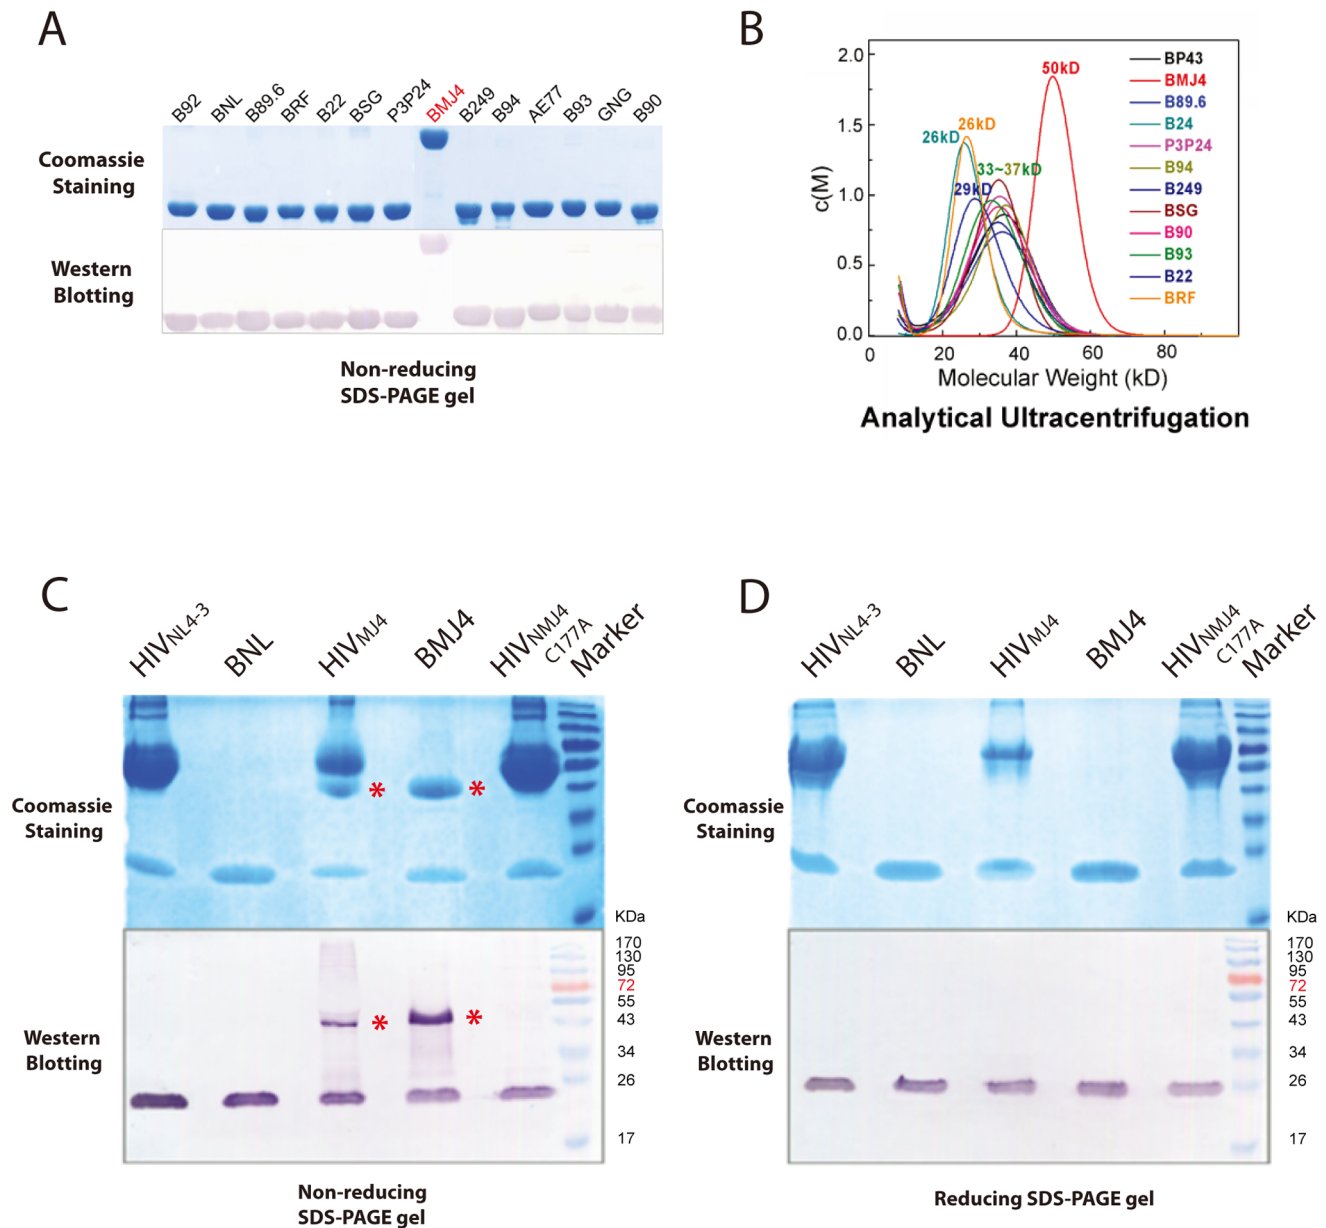 A
B92 BNL B89.6 BRF B22 BSG P3P24 BMJ4 B249 B94 AE77 B93 GNG B90
Coomassie
Staining
Western
Blotting
Non-reducing
SDS-PAGE gel
B
2.0
1.5
1.0
0.5
0.0
c(M)
50kD
26kD
26kD
33~37kD
29kD
BP43
BMJ4
B89.6
B24
P3P24
B94
B249
BSG
B90
B93
B22
BRF
0 20 40 60 80
Molecular Weight (kD)
Analytical Ultracentrifugation
C
HIVNL4-3 BNL HIVMJ4 BMJ4 HIVNMJ4 C177A Marker
Coomassie
Staining
*
*
KDa
170
130
95
72
55
43
34
26
17
Western
Blotting
*
*
Non-reducing
SDS-PAGE gel
D
HIVNL4-3 BNL HIVMJ4 BMJ4 HIVNMJ4 C177A Marker
Coomassie
Staining
KDa
170
130
95
72
55
43
34
26
17
Western
Blotting
Reducing SDS-PAGE gel